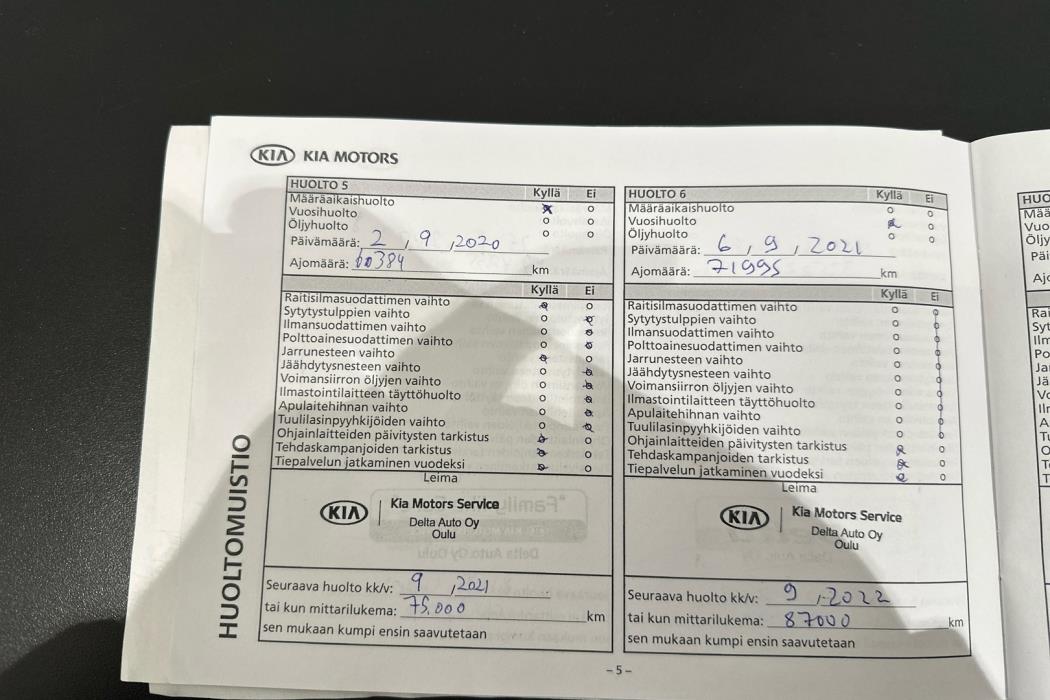 KIA KIA MOTORS
HUOLTO 5 Kyllä Ei
Määräaikaishuolto
Vuosihuolto
Öljyhuolto
Päivämäärä: 2 , 9 , 2020
Ajomäärä: 60384 km
Kyllä Ei
Raitisilmasuodattimen vaihto
Sytytystulppien vaihto
Ilmansuodattimen vaihto
Polttoainesuodattimen vaihto
Jarrunesteen vaihto
Jäähdytysnesteen vaihto
Voimansiirron öljyjen vaihto
Ilmastointilaitteen täyttöhuolto
Apulaitehihnan vaihto
Tuulilasinpyyhkijöiden vaihto
Ohjainlaitteiden päivitysten tarkistus
Tehdaskampanjoiden tarkistus
Tiepalvelun jatkaminen vuodeksi
Leima
KIA Kia Motors Service
Delta Auto Oy
Oulu
Seuraava huolto kk/v: 9 , 2021
tai kun mittarilukema: 75.000 km
sen mukaan kumpi ensin saavutetaan
HUOLTO 6 Kyllä Ei
Määräaikaishuolto
Vuosihuolto
Öljyhuolto
Päivämäärä: 6 , 9 , 2021
Ajomäärä: 71995 km
Kyllä Ei
Raitisilmasuodattimen vaihto
Sytytystulppien vaihto
Ilmansuodattimen vaihto
Polttoainesuodattimen vaihto
Jarrunesteen vaihto
Jäähdytysnesteen vaihto
Voimansiirron öljyjen vaihto
Ilmastointilaitteen täyttöhuolto
Apulaitehihnan vaihto
Tuulilasinpyyhkijöiden vaihto
Ohjainlaitteiden päivitysten tarkistus
Tehdaskampanjoiden tarkistus
Tiepalvelun jatkaminen vuodeksi
Leima
KIA Kia Motors Service
Delta Auto Oy
Oulu
Seuraava huolto kk/v: 9 , 2022
tai kun mittarilukema: 87000 km
sen mukaan kumpi ensin saavutetaan
HUOLTOMUISTIO
- 5 -